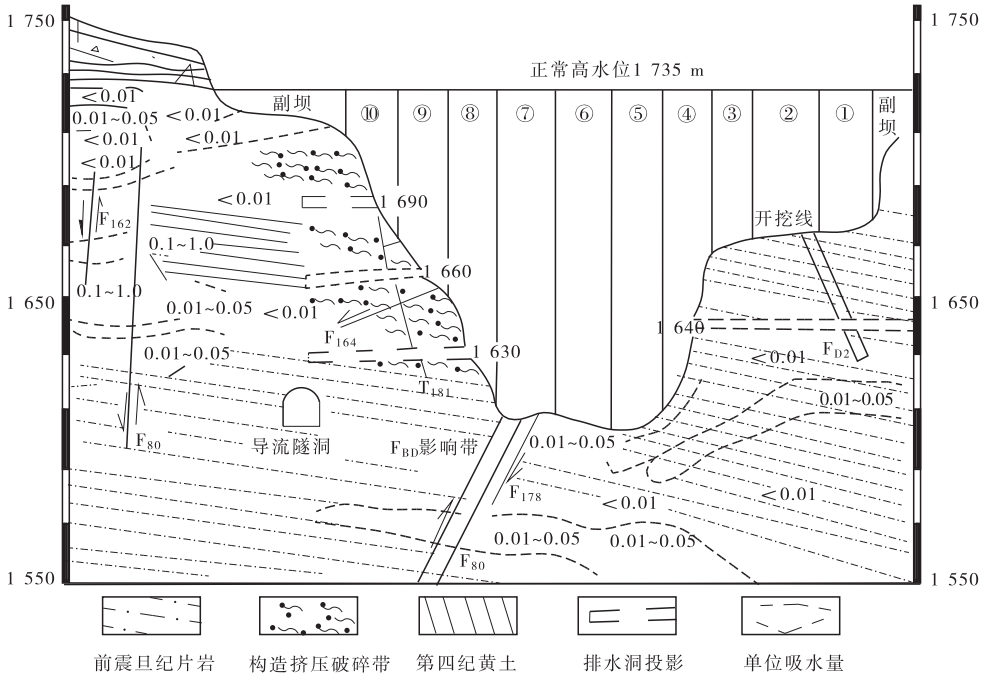 1 750
1 750
正常高水位1 735 m
副坝
⑩ ⑨ ⑧ ⑦ ⑥ ⑤ ④ ③ ② ①
副坝
<0.01
0.01~0.05
<0.01
<0.01
<0.01
<0.01
<0.01
1 690
F162
开挖线
0.1~1.0
1 660
0.1~1.0
1 650
1 650
0.01~0.05
<0.01
1 640
F164
1 630
0.01~0.05
<0.01
FD2
T181
0.01~0.05
F80
导流隧洞
FBD影响带
0.01~0.05
F178
<0.01
<0.01
0.01~0.05
0.01~0.05
F80
1 550
1 550
前震旦纪片岩
构造挤压破碎带
第四纪黄土
排水洞投影
单位吸水量